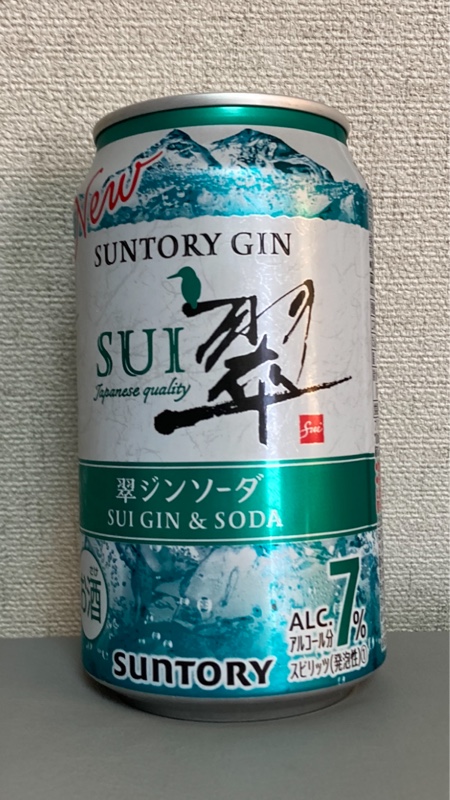 New
SUNTORY GIN
SUI
翠
Japanese quality
翠ジンソーダ
SUI GIN & SODA
お酒
ALC.
7%
アルコール分
スピリッツ(発泡性)①
SUNTORY